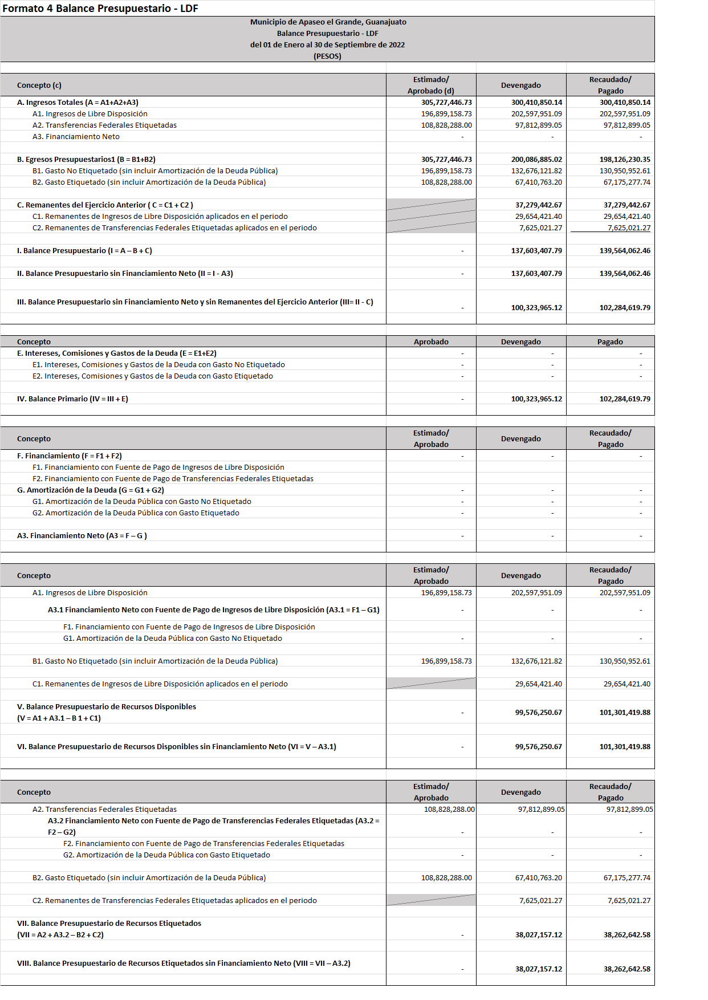 Formato 4 Balance Presupuestario - LDF
Municipio de Apaseo el Grande, Guanajuato
Balance Presupuestario - LDF
del 01 de Enero al 30 de Septiembre de 2022
(PESOS)
Concepto (c) Estimado/ Aprobado (d) Devengado Recaudado/ Pagado
A. Ingresos Totales (A = A1+A2+A3) 305,727,446.73 300,410,850.14 300,410,850.14
A1. Ingresos de Libre Disposición 196,899,158.73 202,597,951.09 202,597,951.09
A2. Transferencias Federales Etiquetadas 108,828,288.00 97,812,899.05 97,812,899.05
A3. Financiamiento Neto - - -
B. Egresos Presupuestarios1 (B = B1+B2) 305,727,446.73 200,086,885.02 198,126,230.35
B1. Gasto No Etiquetado (sin incluir Amortización de la Deuda Pública) 196,899,158.73 132,676,121.82 130,950,952.61
B2. Gasto Etiquetado (sin incluir Amortización de la Deuda Pública) 108,828,288.00 67,410,763.20 67,175,277.74
C. Remanentes del Ejercicio Anterior ( C = C1 + C2 ) 37,279,442.67 37,279,442.67
C1. Remanentes de Ingresos de Libre Disposición aplicados en el periodo 29,654,421.40 29,654,421.40
C2. Remanentes de Transferencias Federales Etiquetadas aplicados en el periodo 7,625,021.27 7,625,021.27
I. Balance Presupuestario (I = A – B + C) - 137,603,407.79 139,564,062.46
II. Balance Presupuestario sin Financiamiento Neto (II = I - A3) - 137,603,407.79 139,564,062.46
III. Balance Presupuestario sin Financiamiento Neto y sin Remanentes del Ejercicio Anterior (III= II - C) - 100,323,965.12 102,284,619.79
Concepto Aprobado Devengado Pagado
E. Intereses, Comisiones y Gastos de la Deuda (E = E1+E2) - - -
E1. Intereses, Comisiones y Gastos de la Deuda con Gasto No Etiquetado - - -
E2. Intereses, Comisiones y Gastos de la Deuda con Gasto Etiquetado - - -
IV. Balance Primario (IV = III + E) - 100,323,965.12 102,284,619.79
Concepto Estimado/ Aprobado Devengado Recaudado/ Pagado
F. Financiamiento (F = F1 + F2) - - -
F1. Financiamiento con Fuente de Pago de Ingresos de Libre Disposición
F2. Financiamiento con Fuente de Pago de Transferencias Federales Etiquetadas
G. Amortización de la Deuda (G = G1 + G2) - - -
G1. Amortización de la Deuda Pública con Gasto No Etiquetado - - -
G2. Amortización de la Deuda Pública con Gasto Etiquetado - - -
A3. Financiamiento Neto (A3 = F – G ) - - -
Concepto Estimado/ Aprobado Devengado Recaudado/ Pagado
A1. Ingresos de Libre Disposición 196,899,158.73 202,597,951.09 202,597,951.09
A3.1 Financiamiento Neto con Fuente de Pago de Ingresos de Libre Disposición (A3.1 = F1 – G1) - - -
F1. Financiamiento con Fuente de Pago de Ingresos de Libre Disposición
G1. Amortización de la Deuda Pública con Gasto No Etiquetado - - -
B1. Gasto No Etiquetado (sin incluir Amortización de la Deuda Pública) 196,899,158.73 132,676,121.82 130,950,952.61
C1. Remanentes de Ingresos de Libre Disposición aplicados en el periodo 29,654,421.40 29,654,421.40
V. Balance Presupuestario de Recursos Disponibles
(V = A1 + A3.1 – B 1 + C1) - 99,576,250.67 101,301,419.88
VI. Balance Presupuestario de Recursos Disponibles sin Financiamiento Neto (VI = V – A3.1) - 99,576,250.67 101,301,419.88
Concepto Estimado/ Aprobado Devengado Recaudado/ Pagado
A2. Transferencias Federales Etiquetadas 108,828,288.00 97,812,899.05 97,812,899.05
A3.2 Financiamiento Neto con Fuente de Pago de Transferencias Federales Etiquetadas (A3.2 =
F2 – G2) - - -
F2. Financiamiento con Fuente de Pago de Transferencias Federales Etiquetadas
G2. Amortización de la Deuda Pública con Gasto Etiquetado - - -
B2. Gasto Etiquetado (sin incluir Amortización de la Deuda Pública) 108,828,288.00 67,410,763.20 67,175,277.74
C2. Remanentes de Transferencias Federales Etiquetadas aplicados en el periodo 7,625,021.27 7,625,021.27
VII. Balance Presupuestario de Recursos Etiquetados
(VII = A2 + A3.2 – B2 + C2) - 38,027,157.12 38,262,642.58
VIII. Balance Presupuestario de Recursos Etiquetados sin Financiamiento Neto (VIII = VII – A3.2) - 38,027,157.12 38,262,642.58